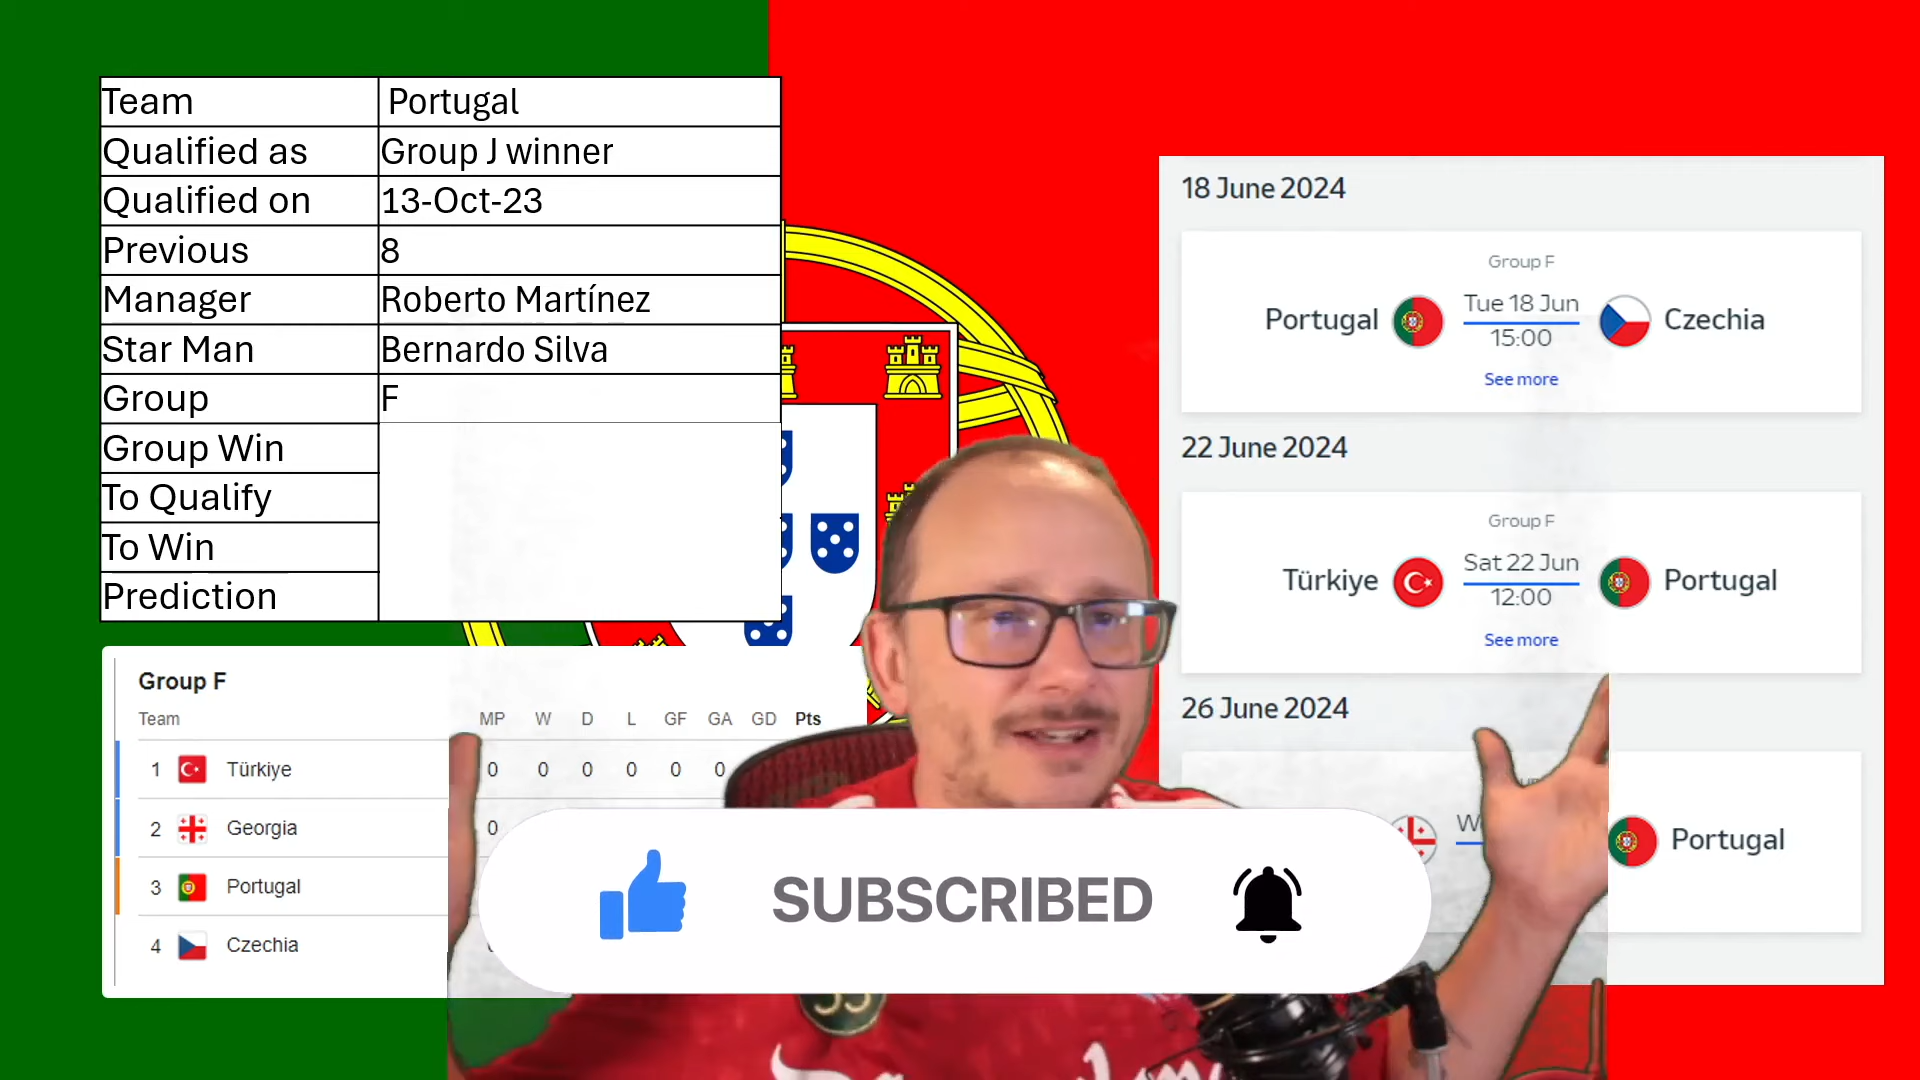 Team Portugal
Qualified as Group J winner
Qualified on 13-Oct-23
Previous 8
Manager Roberto Martínez
Star Man Bernardo Silva
Group F
Group Win
To Qualify
To Win
Prediction
Group F
Team MP W D L GF GA GD Pts
1 Türkiye 0 0 0 0 0 0
2 Georgia 0
3 Portugal
4 Czechia
18 June 2024
Group F
Portugal Tue 18 Jun Czechia
15:00
See more
22 June 2024
Group F
Türkiye Sat 22 Jun Portugal
12:00
See more
26 June 2024
Portugal
SUBSCRIBED